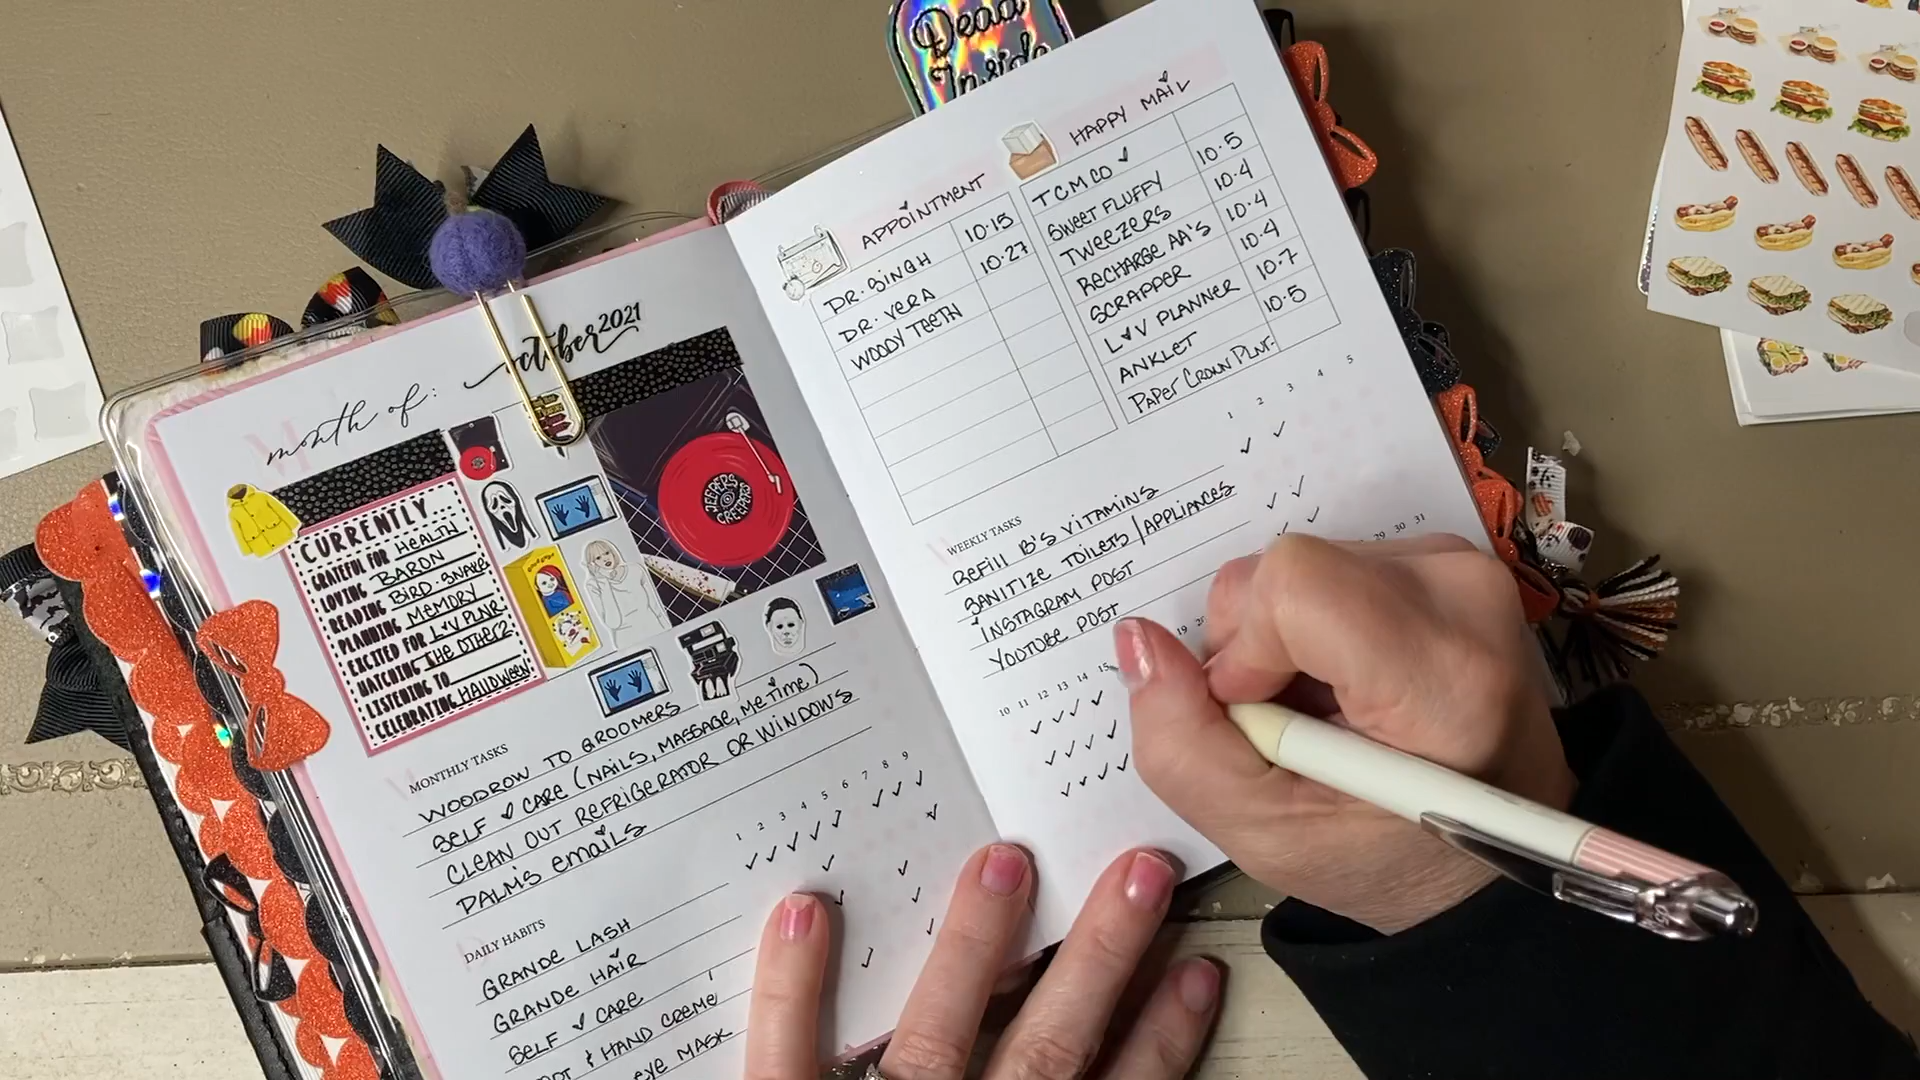 Dead
Inside
month of: October 2021
CURRENTLY
GRATEFUL FOR HEALTH
LOVING BARON
READING BIRD.SNAKE
PLANNING MEMORY
EXCITED FOR L♥V PLNR
WATCHING THE OTHER2
LISTENING TO
CELEBRATING HALLOWEEN
JEEPERS
CREEPERS
MONTHLY TASKS
WOODROW TO GROOMERS
SELF ♥ CARE (NAILS, MASSAGE, ME TIME)
CLEAN OUT REFRIGERATOR OR WINDOWS
PALM'S EMAILS
1 2 3 4 5 6 7 8 9
DAILY HABITS
GRANDE LASH
GRANDE HAIR
SELF ♥ CARE
& HAND CREME
EYE MASK
APPOINTMENT
DR. SINGH 10.15
DR. VERA 10.27
WOODY TEETH
HAPPY MAIL
TCMCO ✓
SWEET FLUFFY 10.5
TWEEZERS 10.4
RECHARGE AA'S 10.4
SCRAPPER 10.4
L♥V PLANNER 10.7
ANKLET 10.5
PAPER CROWN PLNT.
1 2 3 4 5
WEEKLY TASKS
REFILL B'S VITAMINS ✓ ✓
SANITIZE TOILETS/APPLIANCES ✓ ✓
INSTAGRAM POST ✓ ✓
YOUTUBE POST
10 11 12 13 14 15 19 29 30 31